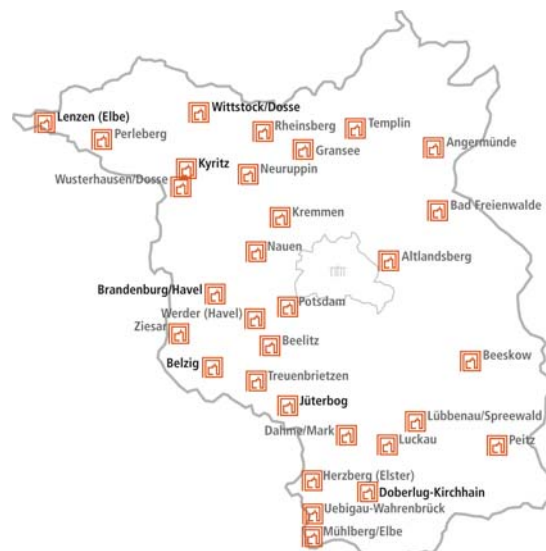 Wittstock/Dosse
Lenzen (Elbe)
Rheinsberg
Templin
Perleberg
Gransee
Angermünde
Kyritz
Neuruppin
Wusterhausen/Dosse
Bad Freienwalde
Kremmen
Nauen
Altlandsberg
Brandenburg/Havel
Potsdam
Werder (Havel)
Ziesar
Beelitz
Beeskow
Belzig
Treuenbrietzen
Jüterbog
Lübbenau/Spreewald
Dahme/Mark
Luckau
Peitz
Herzberg (Elster)
Doberlug-Kirchhain
Uebigau-Wahrenbrück
Mühlberg/Elbe